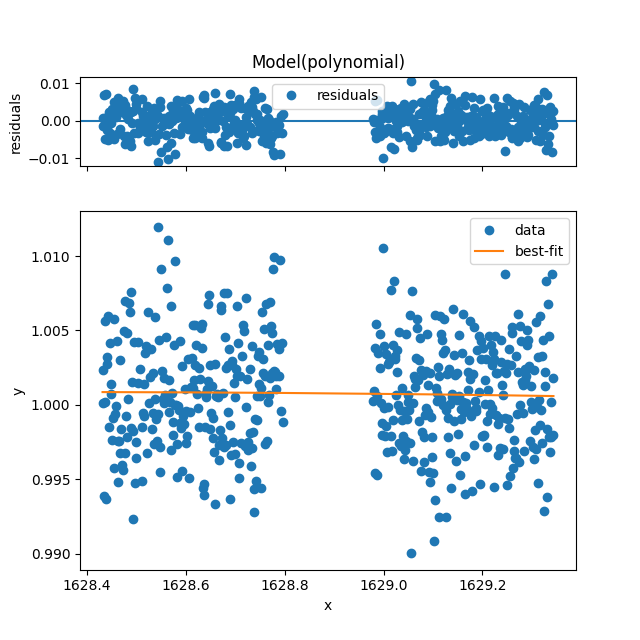 Model(polynomial)
residuals
0.01
0.00
−0.01
residuals
y
1.010
1.005
1.000
0.995
0.990
data
best-fit
1628.4
1628.6
1628.8
1629.0
1629.2
x